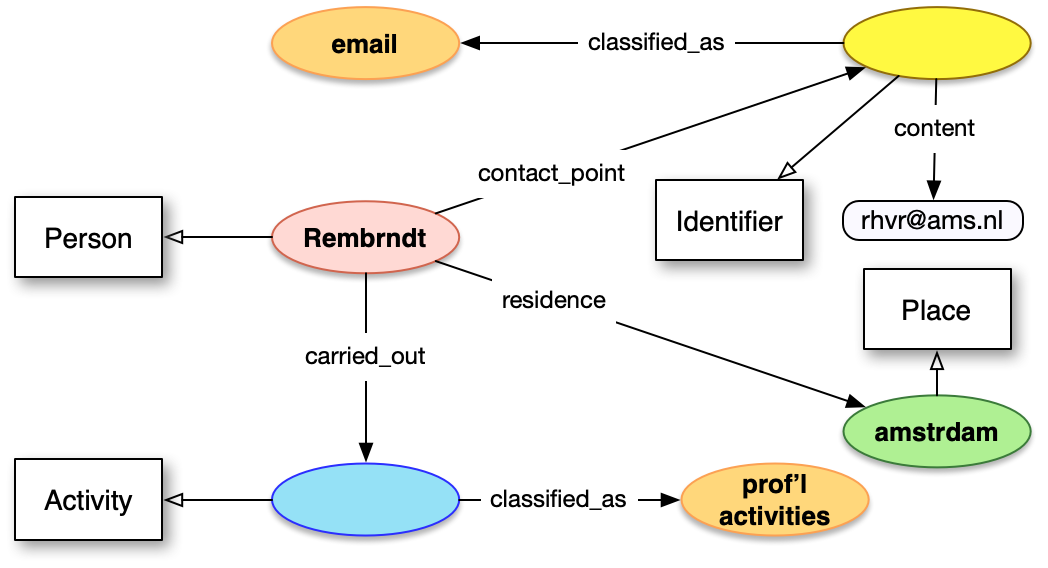 email
classified_as
content
contact_point
Identifier
rhvr@ams.nl
Person
Rembrndt
residence
Place
carried_out
amstrdam
Activity
classified_as
prof'l
activities